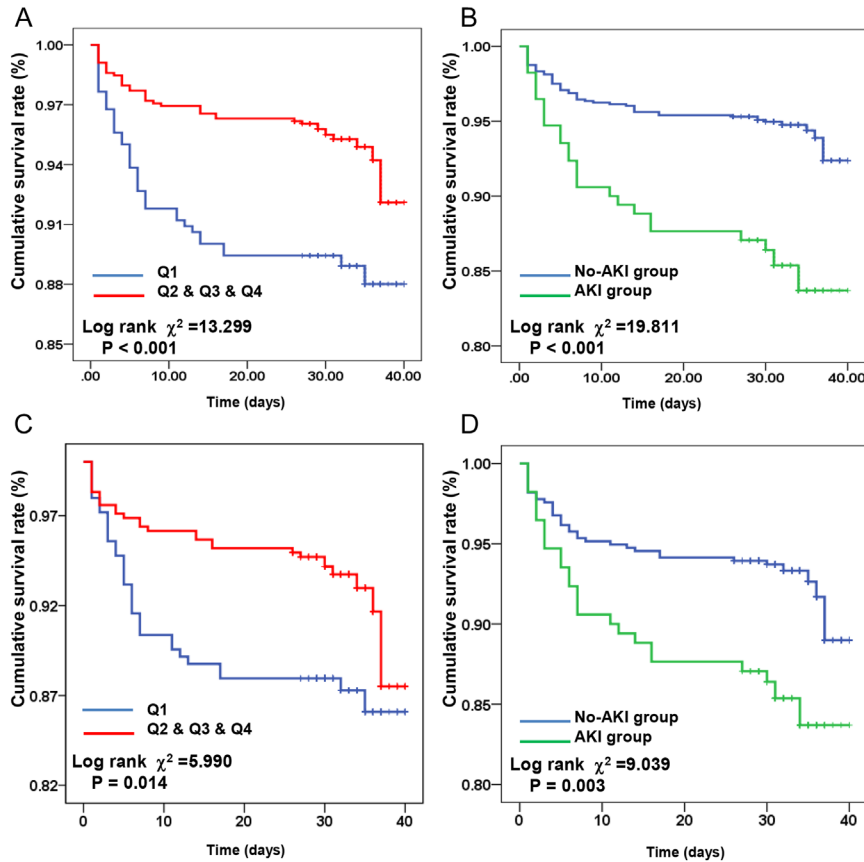 A
Cumulative survival rate (%)
1.00
0.97
0.94
0.91
0.88
0.85
Q1
Q2 & Q3 & Q4
Log rank χ² =13.299
P < 0.001
.00 10.00 20.00 30.00 40.00
Time (days)
B
Cumulative survival rate (%)
1.00
0.95
0.90
0.85
0.80
No-AKI group
AKI group
Log rank χ² =19.811
P < 0.001
.00 10.00 20.00 30.00 40.00
Time (days)
C
Cumulative survival rate (%)
0.97
0.92
0.87
0.82
Q1
Q2 & Q3 & Q4
Log rank χ² =5.990
P = 0.014
0 10 20 30 40
Time (days)
D
Cumulative survival rate (%)
1.00
0.95
0.90
0.85
0.80
No-AKI group
AKI group
Log rank χ² =9.039
P = 0.003
0 10 20 30 40
Time (days)